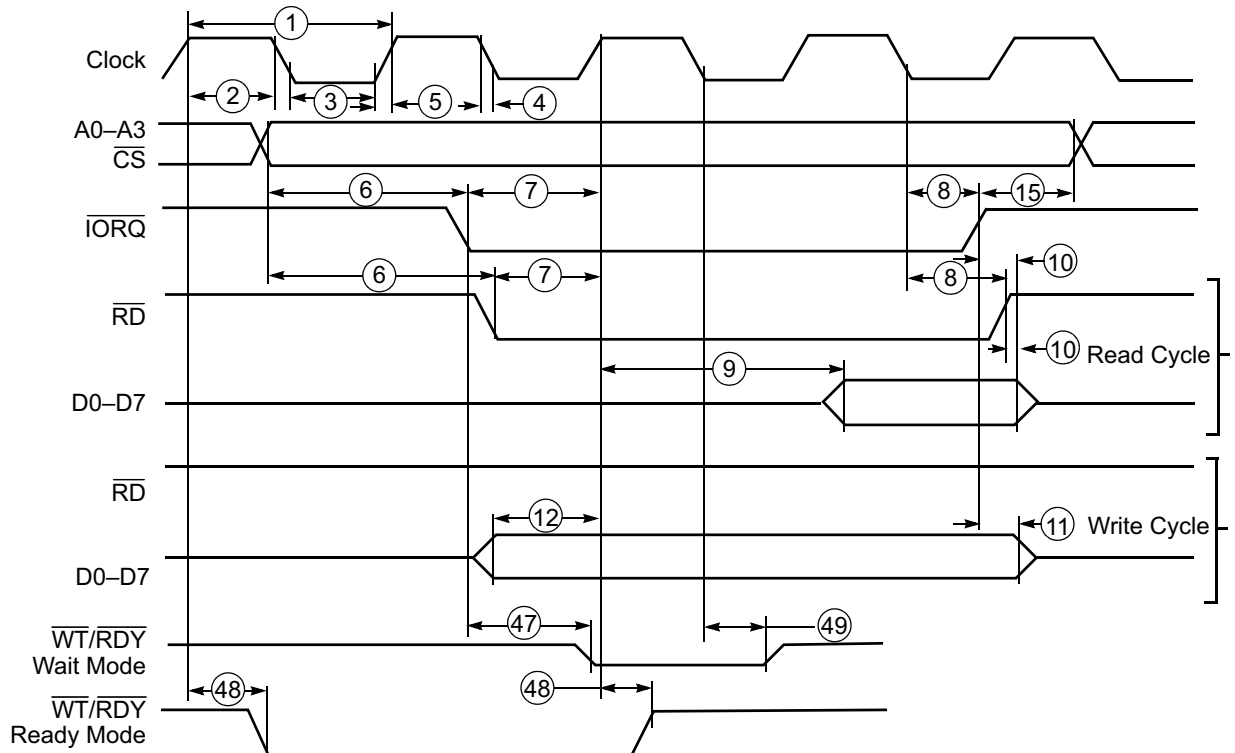 1
Clock
2
3
5
4
A0–A3
CS
6
7
8
15
IORQ
6
7
8
10
RD
10
Read Cycle
9
D0–D7
RD
12
11
Write Cycle
D0–D7
47
49
WT/RDY
Wait Mode
48
48
WT/RDY
Ready Mode